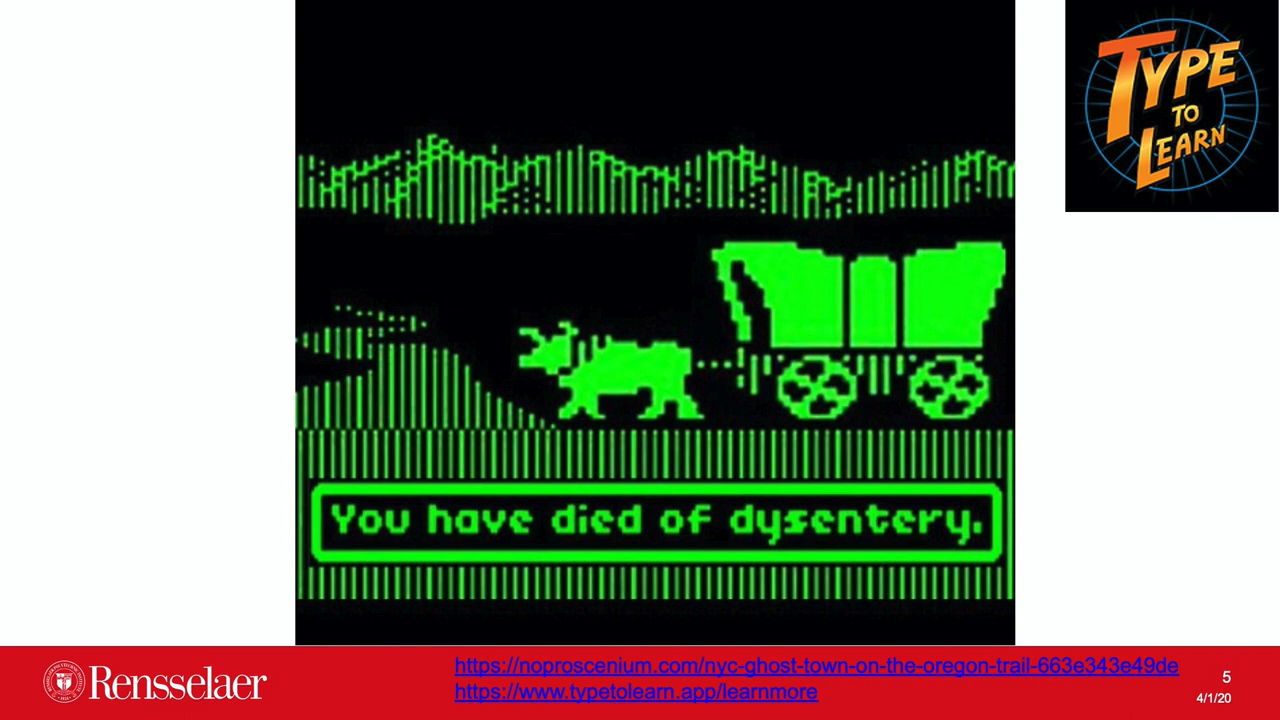 TYPE
TO
LEARN
You have died of dysentery.
Rensselaer
https://noproscenium.com/nyc-ghost-town-on-the-oregon-trail-663e343e49de
https://www.typetolearn.app/learnmore
5
4/1/20